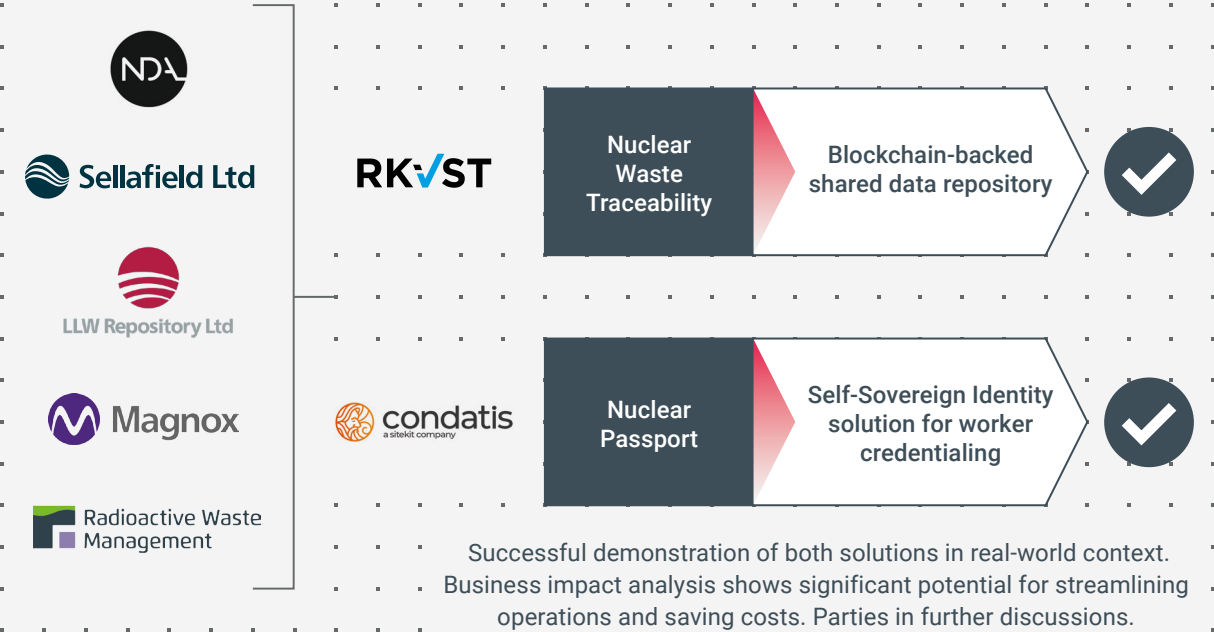 NDA
Sellafield Ltd
LLW Repository Ltd
Magnox
Radioactive Waste
Management
RKVST
condatis
a sitekit company
Nuclear
Waste
Traceability
Blockchain-backed
shared data repository
Nuclear
Passport
Self-Sovereign Identity
solution for worker
credentialing
Successful demonstration of both solutions in real-world context.
Business impact analysis shows significant potential for streamlining
operations and saving costs. Parties in further discussions.